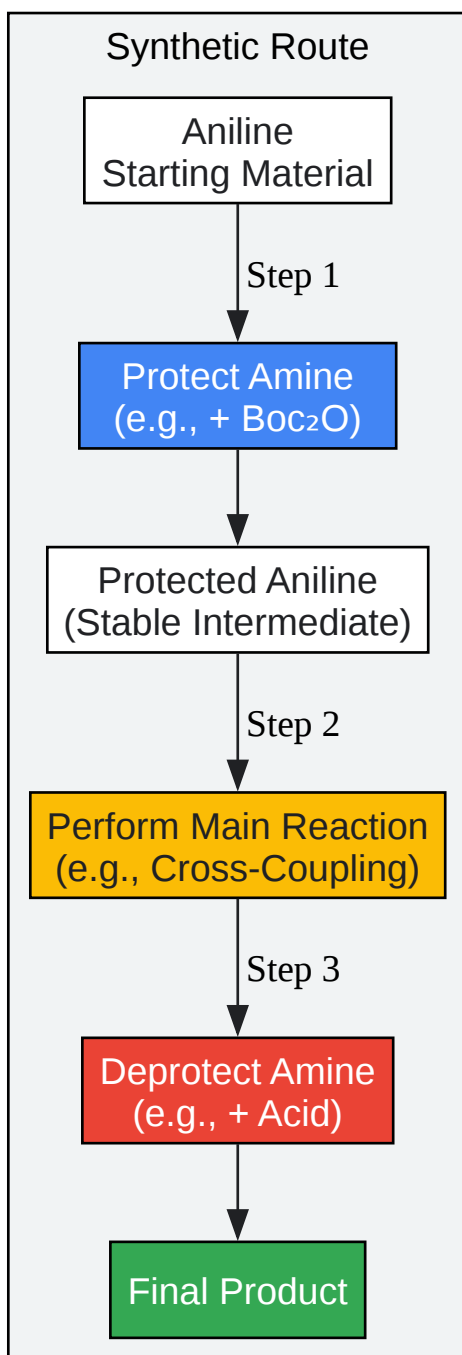 Synthetic Route
Aniline
Starting Material
Step 1
Protect Amine
(e.g., + Boc₂O)
Protected Aniline
(Stable Intermediate)
Step 2
Perform Main Reaction
(e.g., Cross-Coupling)
Step 3
Deprotect Amine
(e.g., + Acid)
Final Product